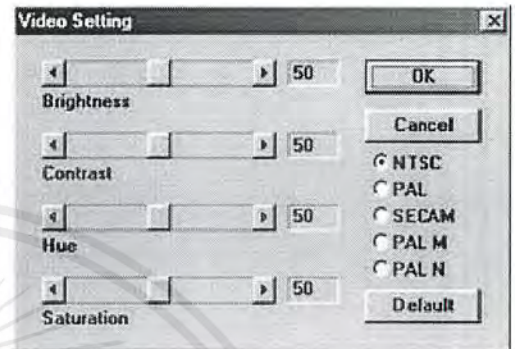 Video Setting
50
Brightness
50
Contrast
50
Hue
50
Saturation
OK
Cancel
NTSC
PAL
SECAM
PAL M
PAL N
Default